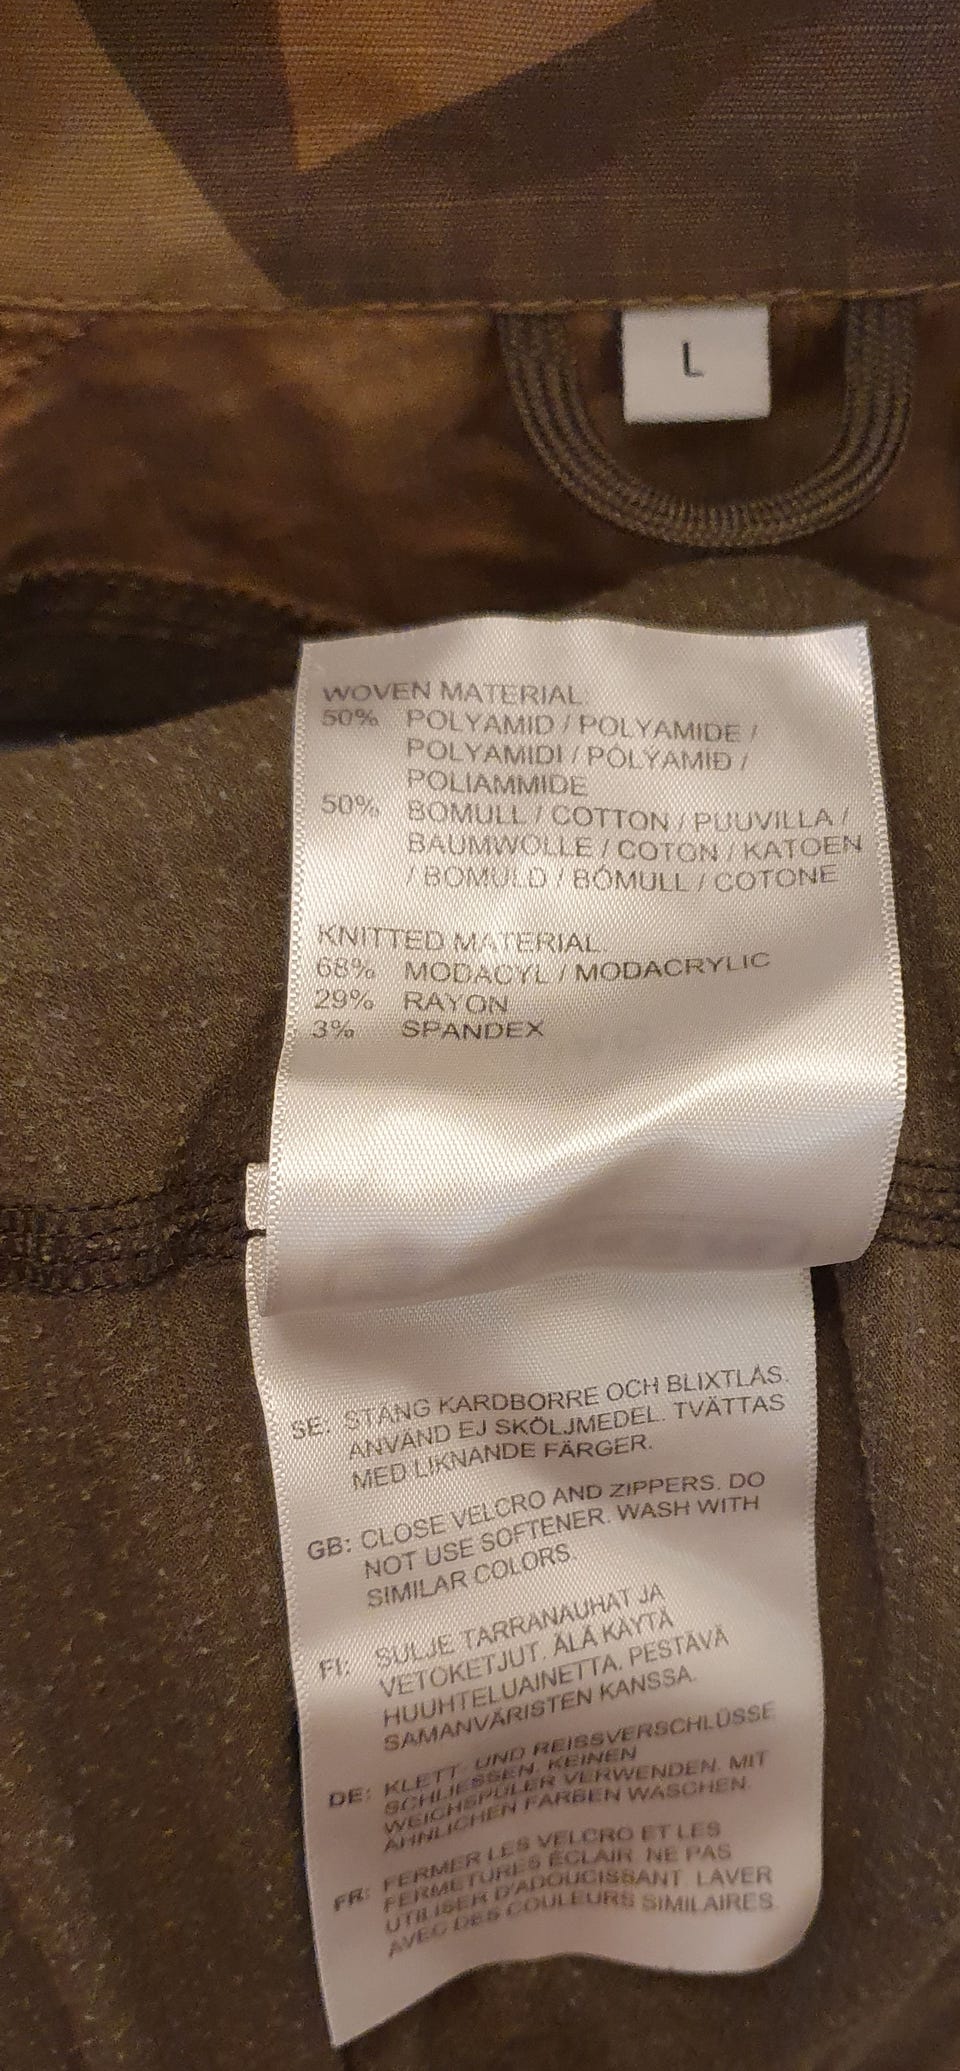 L
WOVEN MATERIAL:
50% POLYAMID / POLYAMIDE /
POLYAMIDI / PÓLÝAMÍÐ /
POLIAMMIDE
50% BOMULL / COTTON / PUUVILLA /
BAUMWOLLE / COTON / KATOEN
/ BOMULD / BÓMULL / COTONE
KNITTED MATERIAL.
68% MODACYL / MODACRYLIC
29% RAYON
3% SPANDEX
SE: STÄNG KARDBORRE OCH BLIXTLÅS.
ANVÄND EJ SKÖLJMEDEL. TVÄTTAS
MED LIKNANDE FÄRGER.
GB: CLOSE VELCRO AND ZIPPERS. DO
NOT USE SOFTENER. WASH WITH
SIMILAR COLORS.
FI: SULJE TARRANAUHAT JA
VETOKETJUT. ÄLÄ KÄYTÄ
HUUHTELUAINETTA. PESTÄVÄ
SAMANVÄRISTEN KANSSA.
DE: KLETT- UND REISSVERSCHLÜSSE
SCHLIESSEN. KEINEN
WEICHSPÜLER VERWENDEN. MIT
ÄHNLICHEN FARBEN WASCHEN.
FR: FERMER LES VELCRO ET LES
FERMETURES ÉCLAIR. NE PAS
UTILISER D'ADOUCISSANT. LAVER
AVEC DES COULEURS SIMILAIRES.